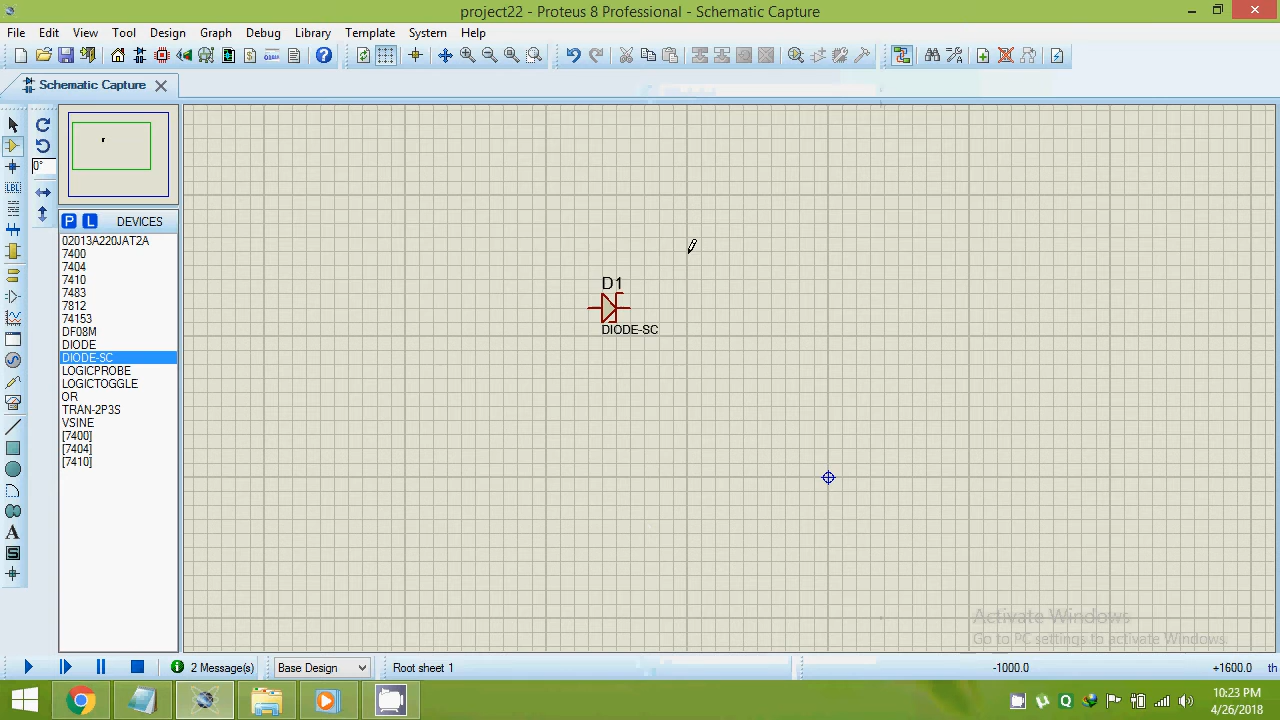 project22 - Proteus 8 Professional - Schematic Capture
File Edit View Tool Design Graph Debug Library Template System Help
Schematic Capture
0°
P L DEVICES
02013A220JAT2A
7400
7404
7410
7483
7812
74153
DF08M
DIODE
DIODE-SC
LOGICPROBE
LOGICTOGGLE
OR
TRAN-2P3S
VSINE
[7400]
[7404]
[7410]
LBL
A
S
D1
DIODE-SC
Activate Windows
Go to PC settings to activate Windows.
2 Message(s) Base Design Root sheet 1 -1000.0 +1600.0 th
10:23 PM
4/26/2018